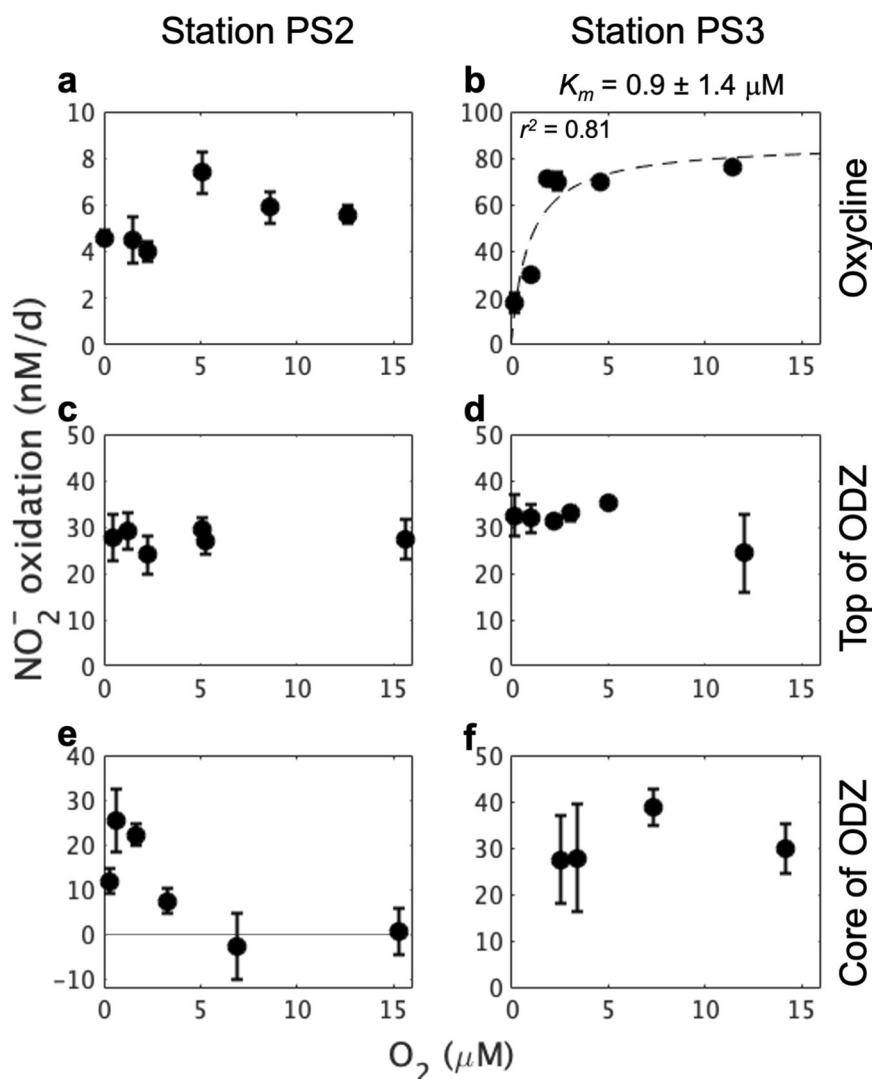 Station PS2
Station PS3
a
b
Kₘ = 0.9 ± 1.4 μM
r² = 0.81
10
8
6
4
2
0
0 5 10 15
100
80
60
40
20
0
0 5 10 15
Oxycline
c
d
50
40
30
20
10
0
0 5 10 15
50
40
30
20
10
0
0 5 10 15
Top of ODZ
e
f
40
30
20
10
0
−10
0 5 10 15
50
40
30
20
10
0
0 5 10 15
Core of ODZ
NO₂⁻ oxidation (nM/d)
O₂ (μM)